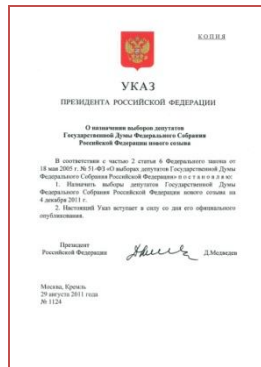 КОПИЯ
УКАЗ
ПРЕЗИДЕНТА РОССИЙСКОЙ ФЕДЕРАЦИИ
О назначении выборов депутатов
Государственной Думы Федерального Собрания
Российской Федерации нового созыва
В соответствии с частью 2 статьи 6 Федерального закона от
18 мая 2005 г. № 51-ФЗ «О выборах депутатов Государственной Думы
Федерального Собрания Российской Федерации» п о с т а н о в л я ю:
1. Назначить выборы депутатов Государственной Думы
Федерального Собрания Российской Федерации нового созыва на
4 декабря 2011 г.
2. Настоящий Указ вступает в силу со дня его официального
опубликования.
Президент
Российской Федерации Д.Медведев
Москва, Кремль
29 августа 2011 года
№ 1124